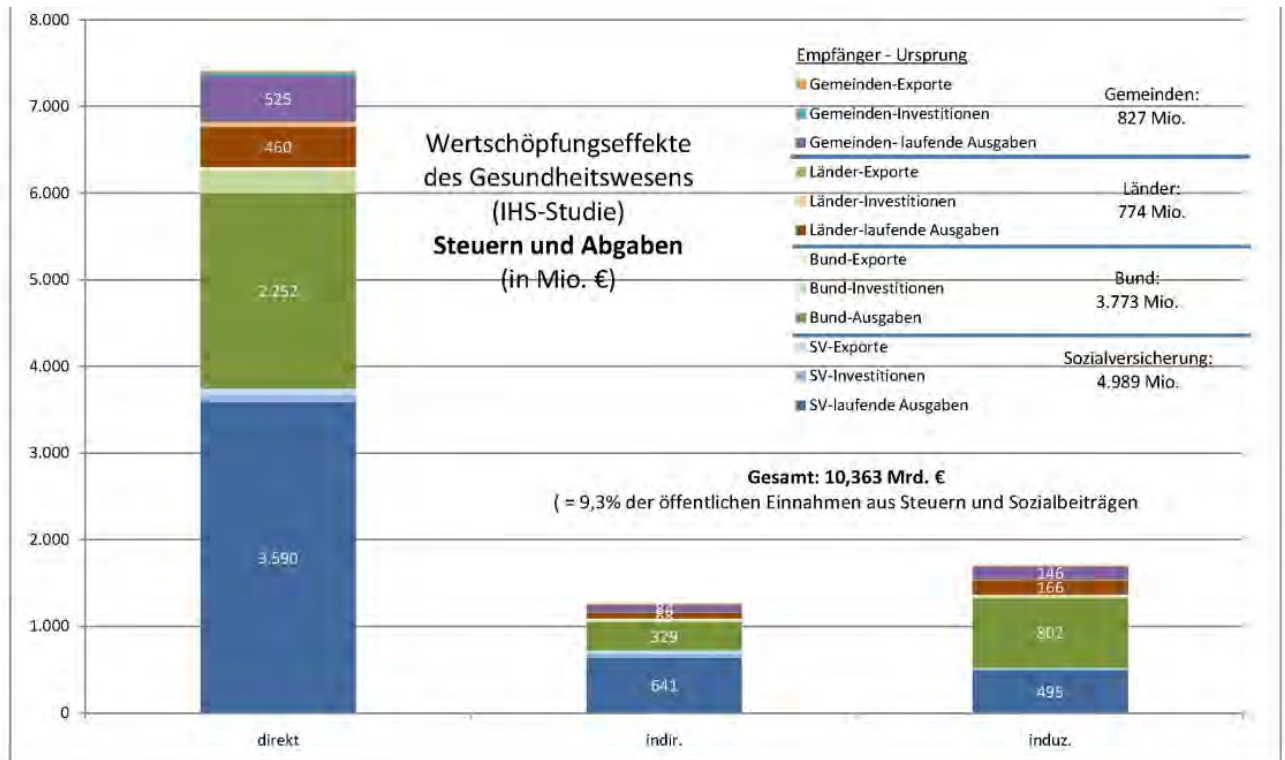 8.000
7.000
6.000
5.000
4.000
3.000
2.000
1.000
0
525
460
2.252
3.590
Wertschöpfungseffekte
des Gesundheitswesens
(IHS-Studie)
Steuern und Abgaben
(in Mio. €)
Empfänger - Ursprung
Gemeinden-Exporte
Gemeinden-Investitionen
Gemeinden- laufende Ausgaben
Gemeinden:
827 Mio.
Länder-Exporte
Länder-Investitionen
Länder-laufende Ausgaben
Länder:
774 Mio.
Bund-Exporte
Bund-Investitionen
Bund-Ausgaben
Bund:
3.773 Mio.
SV-Exporte
SV-Investitionen
SV-laufende Ausgaben
Sozialversicherung:
4.989 Mio.
Gesamt: 10,363 Mrd. €
( = 9,3% der öffentlichen Einnahmen aus Steuern und Sozialbeiträgen
329
641
146
166
802
495
direkt
indir.
induz.